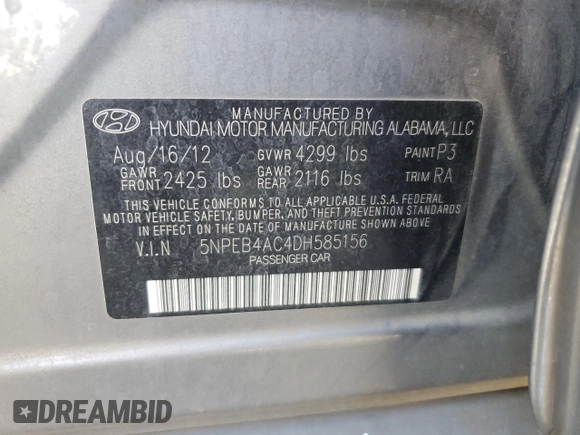 MANUFACTURED BY
HYUNDAI MOTOR MANUFACTURING ALABAMA, LLC
Aug/16/12 GVWR 4299 lbs PAINT P3
GAWR FRONT 2425 lbs GAWR REAR 2116 lbs TRIM RA
THIS VEHICLE CONFORMS TO ALL APPLICABLE U.S.A. FEDERAL
MOTOR VEHICLE SAFETY, BUMPER, AND THEFT PREVENTION STANDARDS
IN EFFECT ON THE DATE OF MANUFACTURE SHOWN ABOVE.
V.I.N 5NPEB4AC4DH585156
PASSENGER CAR
DREAMBID